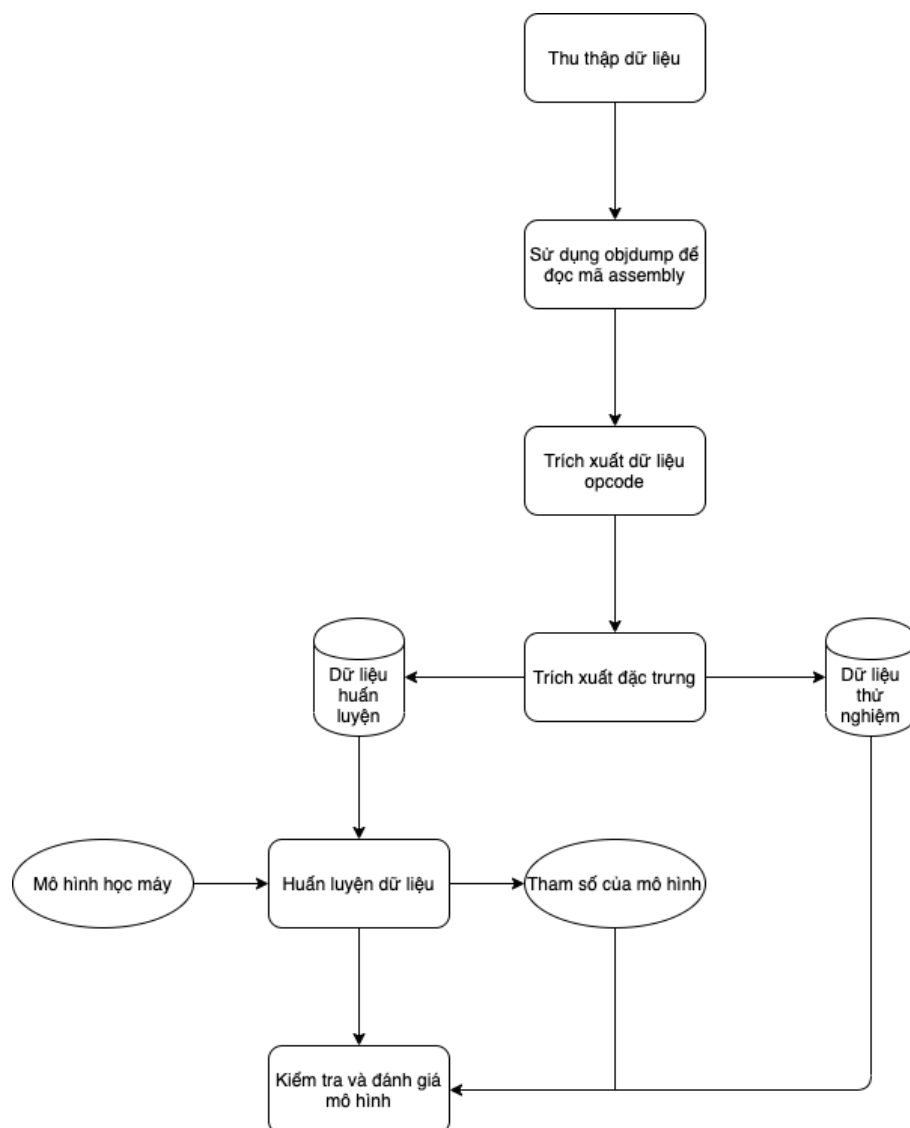 Thu thập dữ liệu
Sử dụng objdump để
đọc mã assembly
Trích xuất dữ liệu
opcode
Dữ liệu
huấn
luyện
Trích xuất đặc trưng
Dữ liệu
thử
nghiệm
Mô hình học máy
Huấn luyện dữ liệu
Tham số của mô hình
Kiểm tra và đánh giá
mô hình